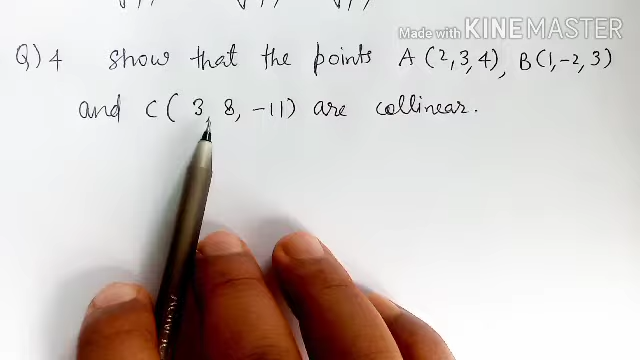 Made with KINEMASTER
Q) 4 show that the points A (2,3,4), B(1,-2,3)
and C( 3, 8, -11) are collinear.